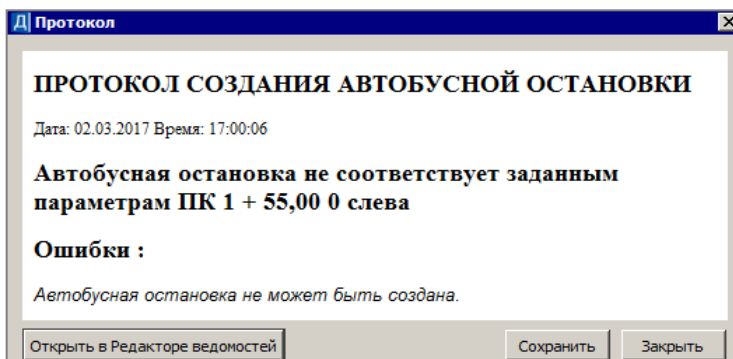 Д Протокол
ПРОТОКОЛ СОЗДАНИЯ АВТОБУСНОЙ ОСТАНОВКИ
Дата: 02.03.2017 Время: 17:00:06
Автобусная остановка не соответствует заданным
параметрам ПК 1 + 55,00 0 слева
Ошибки :
Автобусная остановка не может быть создана.
Открыть в Редакторе ведомостей Сохранить Закрыть